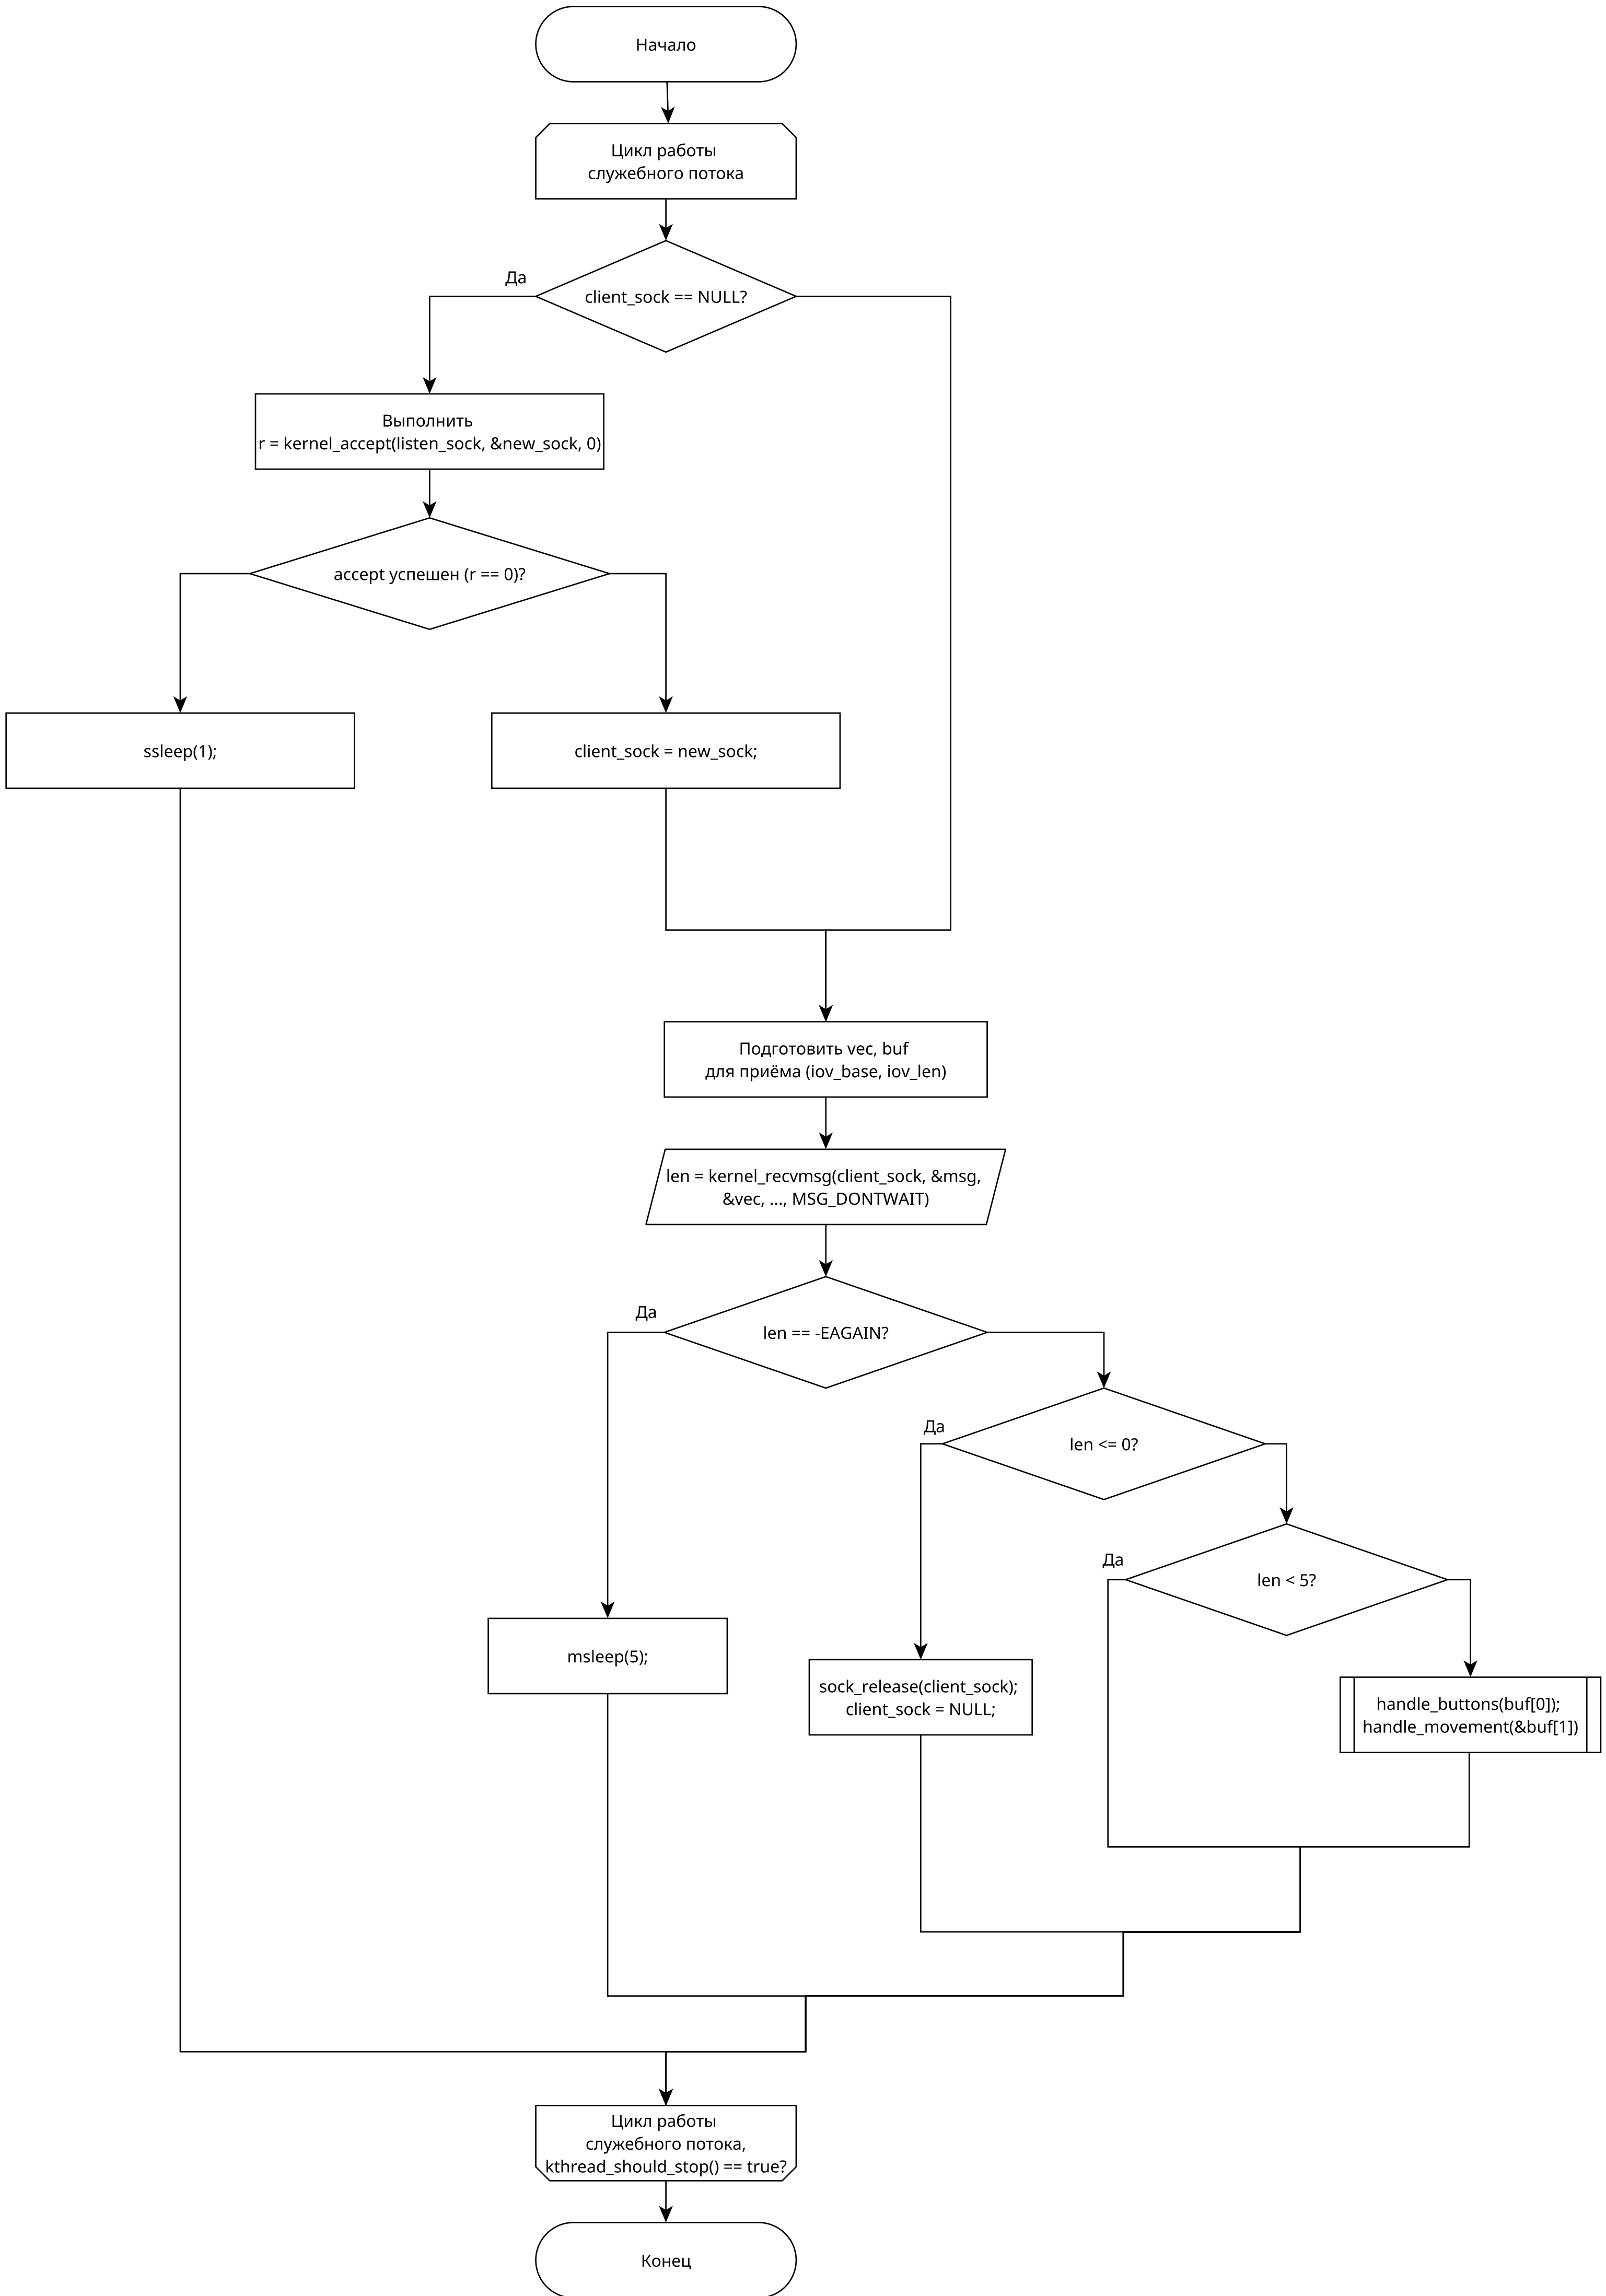 Начало
Цикл работы
служебного потока
Да
client_sock == NULL?
Выполнить
r = kernel_accept(listen_sock, &new_sock, 0)
accept успешен (r == 0)?
ssleep(1);
client_sock = new_sock;
Подготовить vec, buf
для приёма (iov_base, iov_len)
len = kernel_recvmsg(client_sock, &msg,
&vec, ..., MSG_DONTWAIT)
Да
len == -EAGAIN?
Да
len <= 0?
Да
len < 5?
msleep(5);
sock_release(client_sock);
client_sock = NULL;
handle_buttons(buf[0]);
handle_movement(&buf[1])
Цикл работы
служебного потока,
kthread_should_stop() == true?
Конец